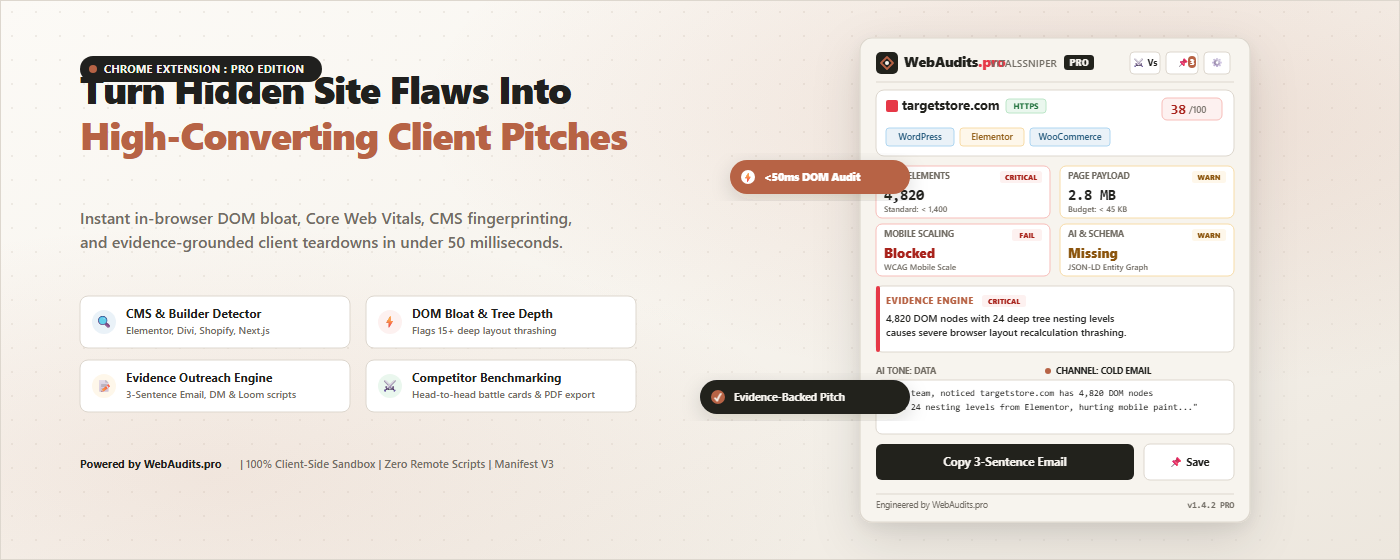 CHROME EXTENSION : PRO EDITION
Turn Hidden Site Flaws Into
High-Converting Client Pitches
Instant in-browser DOM bloat, Core Web Vitals, CMS fingerprinting,
and evidence-grounded client teardowns in under 50 milliseconds.
CMS & Builder Detector
Elementor, Divi, Shopify, Next.js
DOM Bloat & Tree Depth
Flags 15+ deep layout thrashing
Evidence Outreach Engine
3-Sentence Email, DM & Loom scripts
Competitor Benchmarking
Head-to-head battle cards & PDF export
Powered by WebAudits.pro | 100% Client-Side Sandbox | Zero Remote Scripts | Manifest V3
WebAudits.pro ALSSNIPER PRO Vs 3
targetstore.com HTTPS 38 /100
WordPress Elementor WooCommerce
<50ms DOM Audit
ELEMENTS CRITICAL
4,820
Standard: < 1,400
PAGE PAYLOAD WARN
2.8 MB
Budget: < 45 KB
MOBILE SCALING FAIL
Blocked
WCAG Mobile Scale
AI & SCHEMA WARN
Missing
JSON-LD Entity Graph
EVIDENCE ENGINE CRITICAL
4,820 DOM nodes with 24 deep tree nesting levels
causes severe browser layout recalculation thrashing.
AI TONE: DATA CHANNEL: COLD EMAIL
Evidence-Backed Pitch
team, noticed targetstore.com has 4,820 DOM nodes
24 nesting levels from Elementor, hurting mobile paint..."
Copy 3-Sentence Email Save
Engineered by WebAudits.pro v1.4.2 PRO